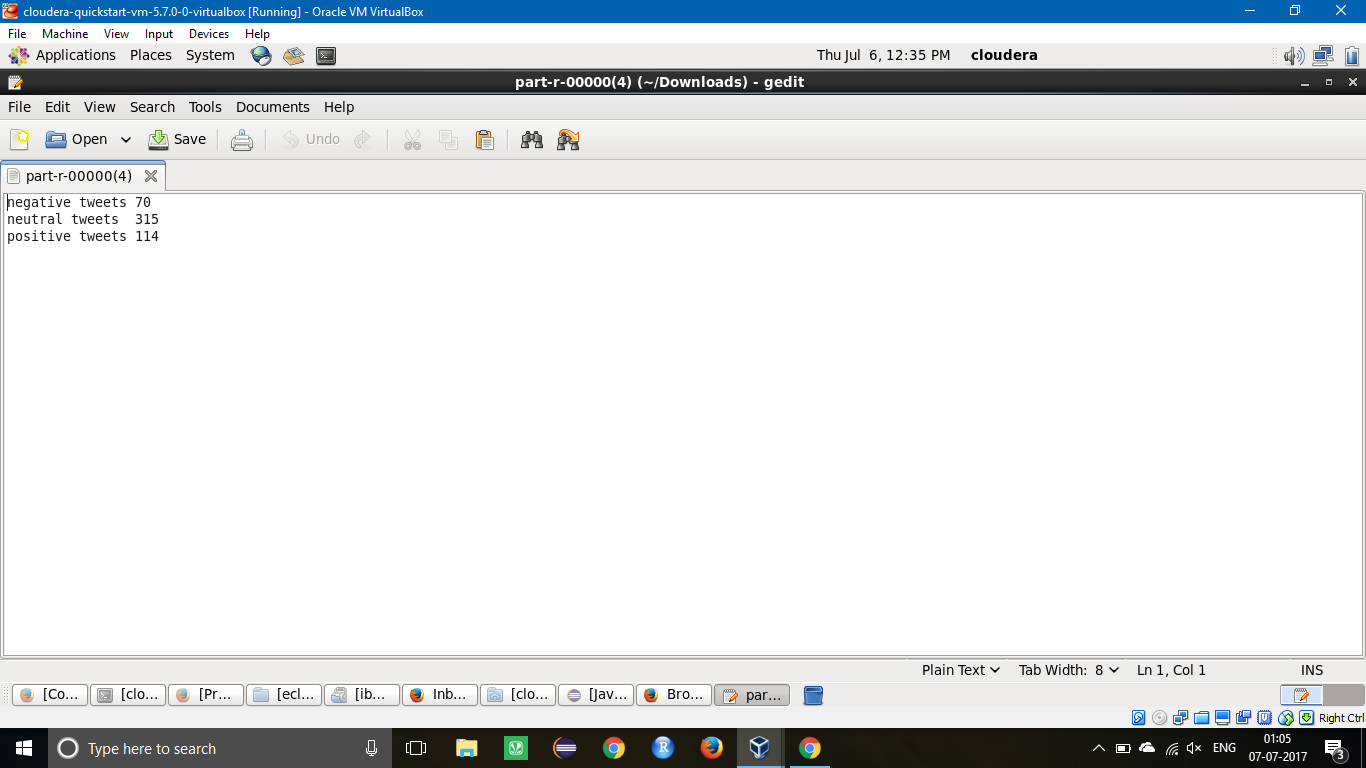 cloudera-quickstart-vm-5.7.0-0-virtualbox [Running] - Oracle VM VirtualBox
File Machine View Input Devices Help
Applications Places System Thu Jul 6, 12:35 PM cloudera
part-r-00000(4) (~/Downloads) - gedit
File Edit View Search Tools Documents Help
Open Save Undo
part-r-00000(4)
negative tweets 70
neutral tweets 315
positive tweets 114
Plain Text Tab Width: 8 Ln 1, Col 1 INS
[Co... [clo... [Pr... [ecl... [ib... Inb... [clo... [Jav... Bro... par...
Right Ctrl
Type here to search R ENG 01:05
07-07-2017 3